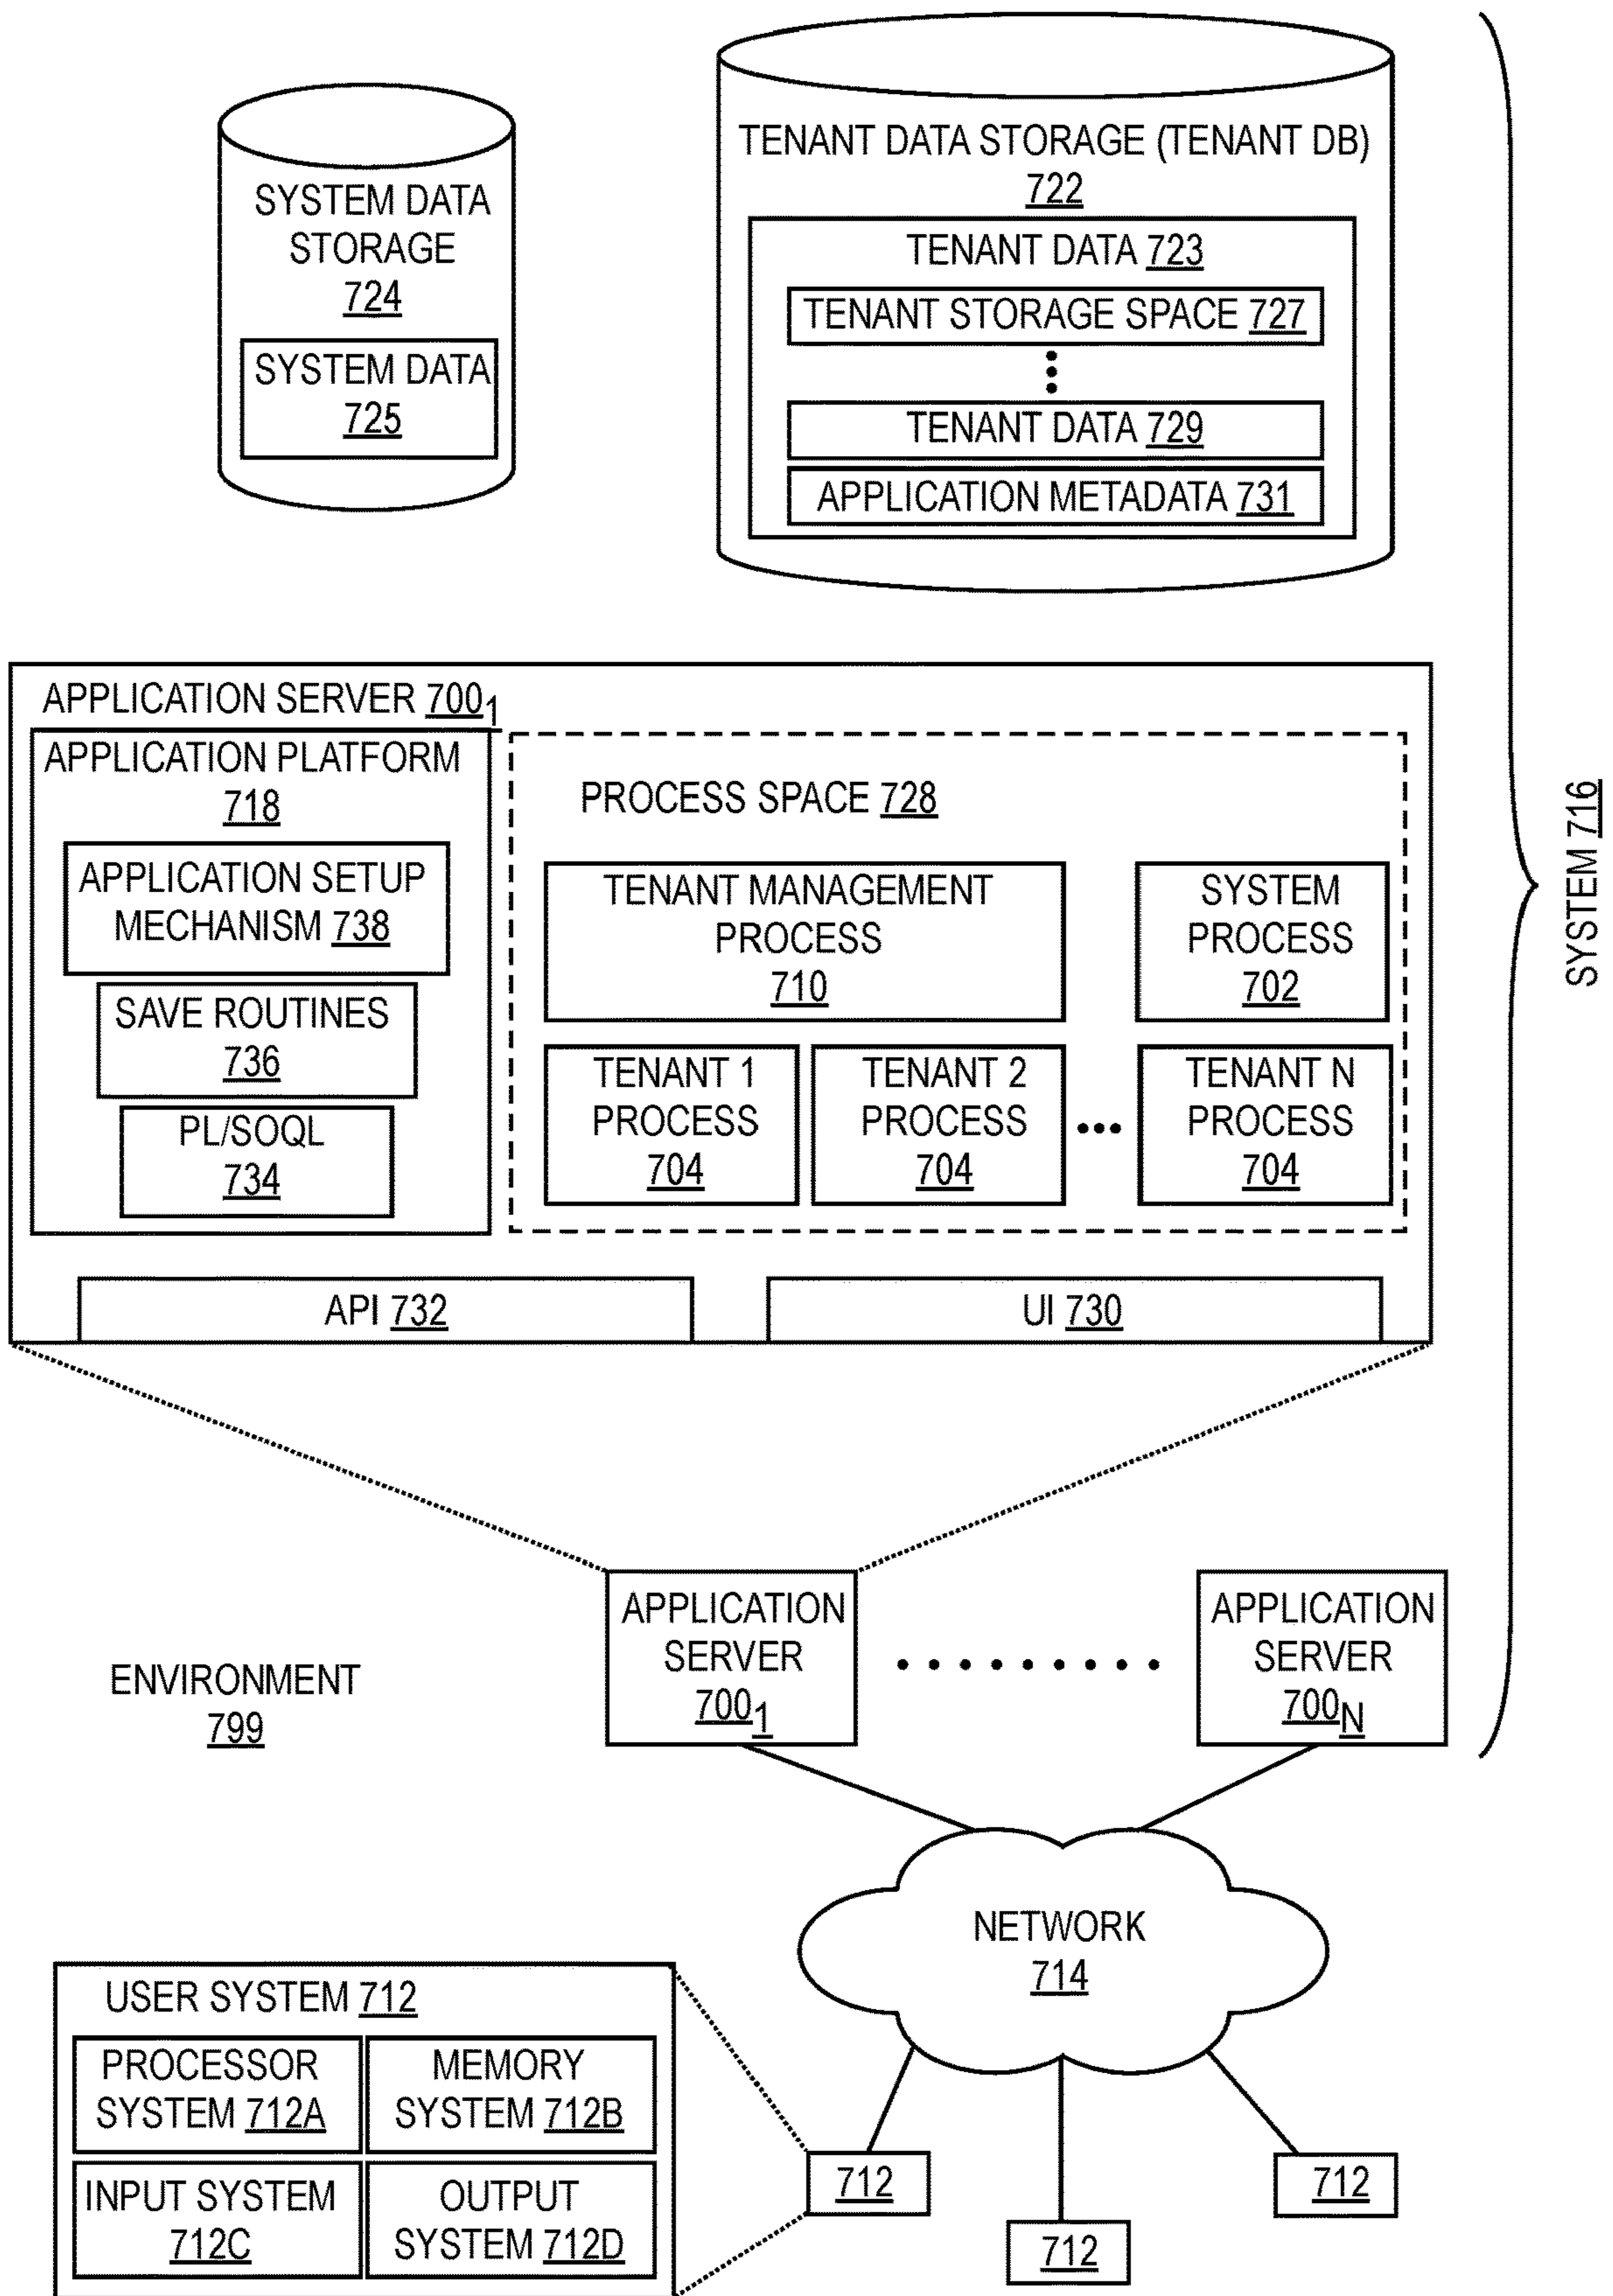 SYSTEM DATA
STORAGE
724
SYSTEM DATA
725
TENANT DATA STORAGE (TENANT DB)
722
TENANT DATA 723
TENANT STORAGE SPACE 727
TENANT DATA 729
APPLICATION METADATA 731
SYSTEM 716
APPLICATION SERVER 700₁
APPLICATION PLATFORM
718
APPLICATION SETUP
MECHANISM 738
SAVE ROUTINES
736
PL/SOQL
734
PROCESS SPACE 728
TENANT MANAGEMENT
PROCESS
710
SYSTEM
PROCESS
702
TENANT 1
PROCESS
704
TENANT 2
PROCESS
704
TENANT N
PROCESS
704
API 732
UI 730
APPLICATION
SERVER
700₁
APPLICATION
SERVER
700N
ENVIRONMENT
799
NETWORK
714
USER SYSTEM 712
PROCESSOR
SYSTEM 712A
MEMORY
SYSTEM 712B
INPUT SYSTEM
712C
OUTPUT
SYSTEM 712D
712
712
712